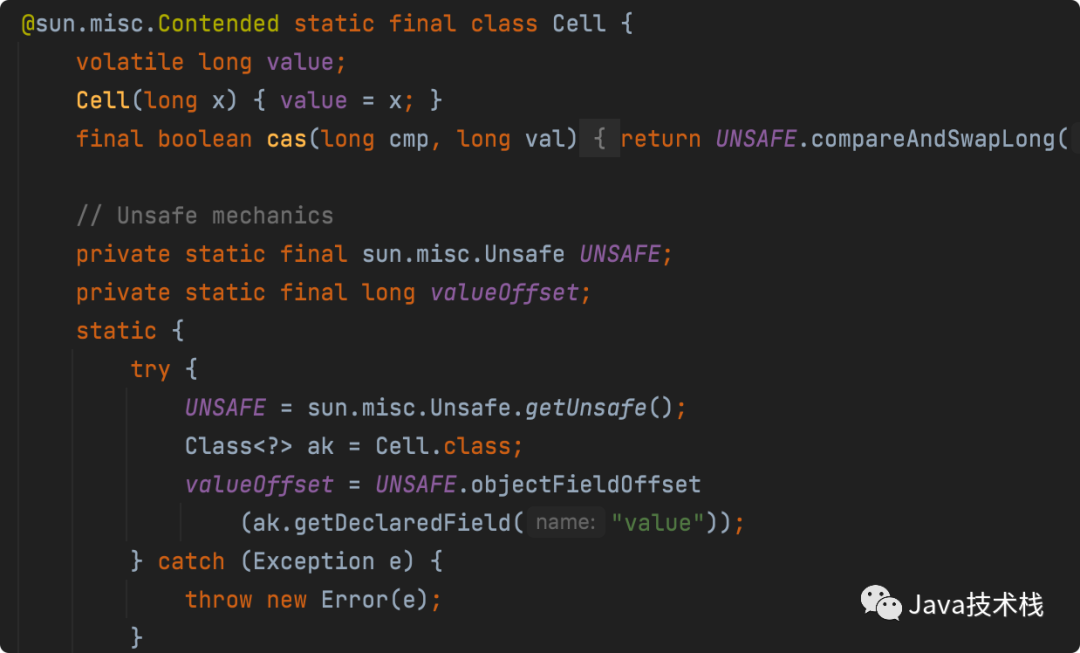 @sun.misc.Contended static final class Cell {
    volatile long value;
    Cell(long x) { value = x; }
    final boolean cas(long cmp, long val) { return UNSAFE.compareAndSwapLong(

    // Unsafe mechanics
    private static final sun.misc.Unsafe UNSAFE;
    private static final long valueOffset;
    static {
        try {
            UNSAFE = sun.misc.Unsafe.getUnsafe();
            Class<?> ak = Cell.class;
            valueOffset = UNSAFE.objectFieldOffset
                (ak.getDeclaredField( name: "value"));
        } catch (Exception e) {
            throw new Error(e);
        }
Java技术栈